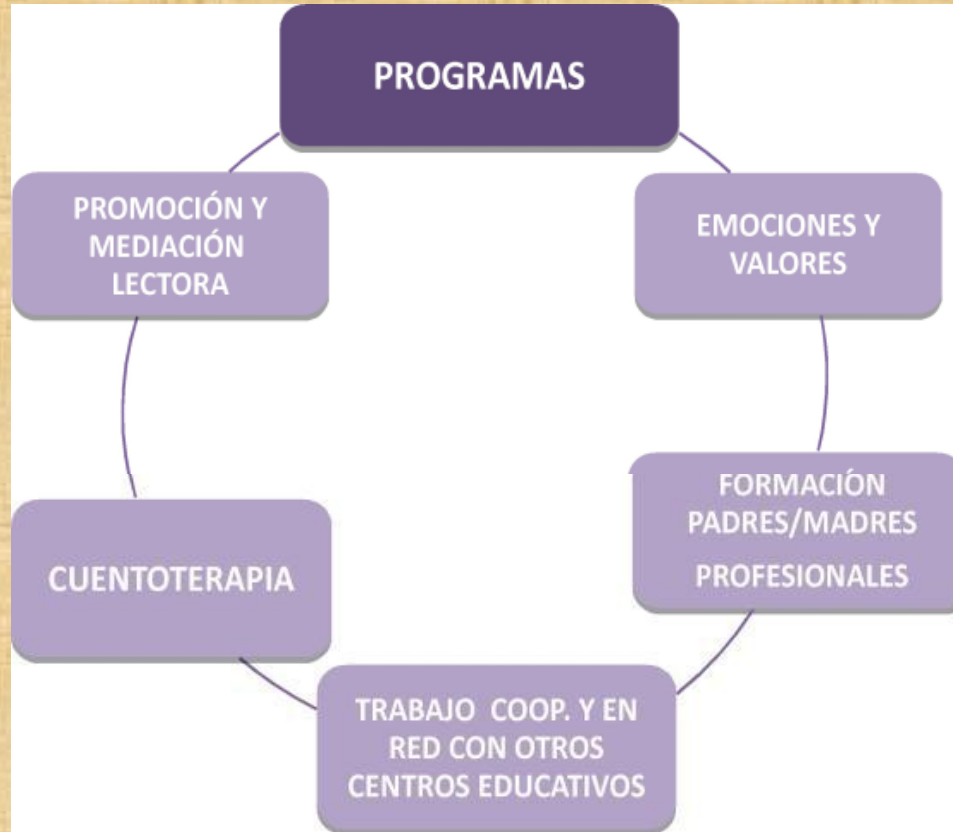 PROGRAMAS
EMOCIONES Y
VALORES
FORMACIÓN
PADRES/MADRES
PROFESIONALES
TRABAJO COOP. Y EN
RED CON OTROS
CENTROS EDUCATIVOS
CUENTOTERAPIA
PROMOCIÓN Y
MEDIACIÓN
LECTORA